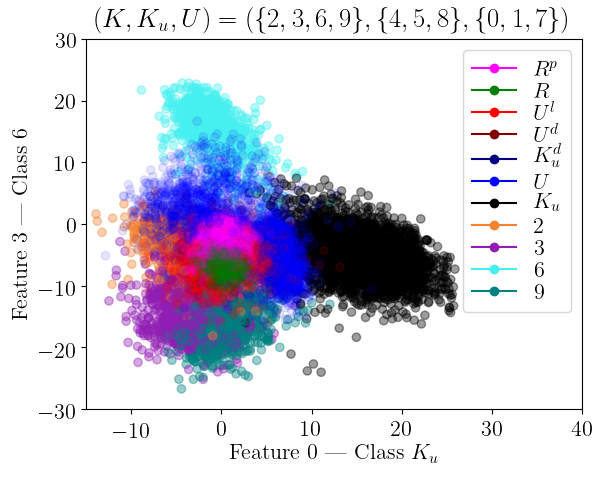 (K, K_u, U) = ({2, 3, 6, 9}, {4, 5, 8}, {0, 1, 7})
30
20
10
0
−10
−20
−30
Feature 3 — Class 6
R^p
R
U^l
U^d
K_u^d
U
K_u
2
3
6
9
−10
0
10
20
30
40
Feature 0 — Class K_u